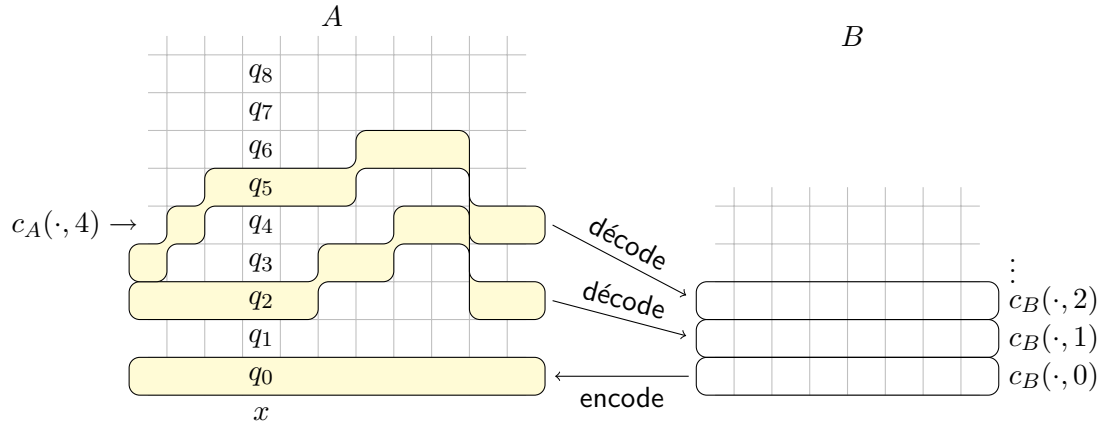 A
B
q₈
q₇
q₆
q₅
c_A(·, 4) →
q₄
décode
q₃
décode
⋮
q₂
c_B(·, 2)
q₁
c_B(·, 1)
q₀
c_B(·, 0)
encode
x